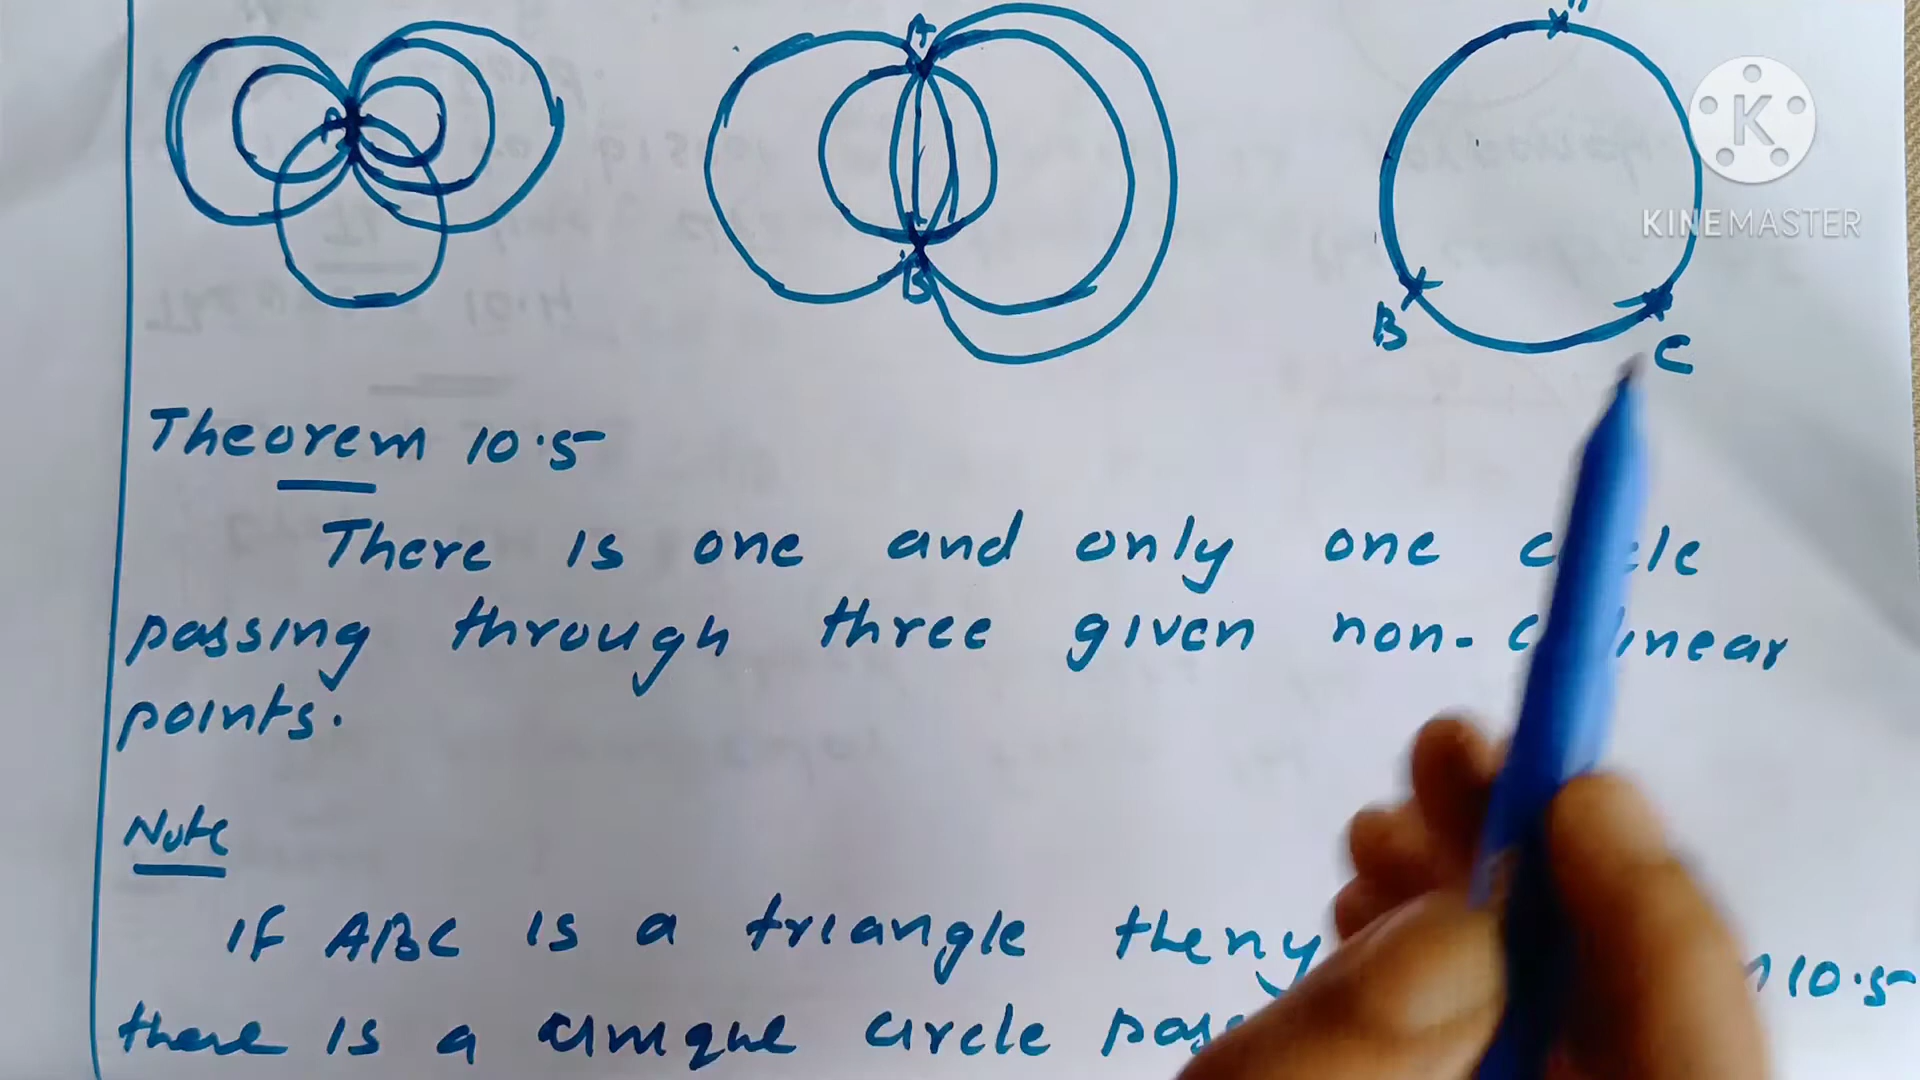 A
A
B
B
C
K
KINEMASTER
Theorem 10.5
There is one and only one
passing through three given non-
points.
Note
If ABC is a triangle then 10.5
there is a unique circle